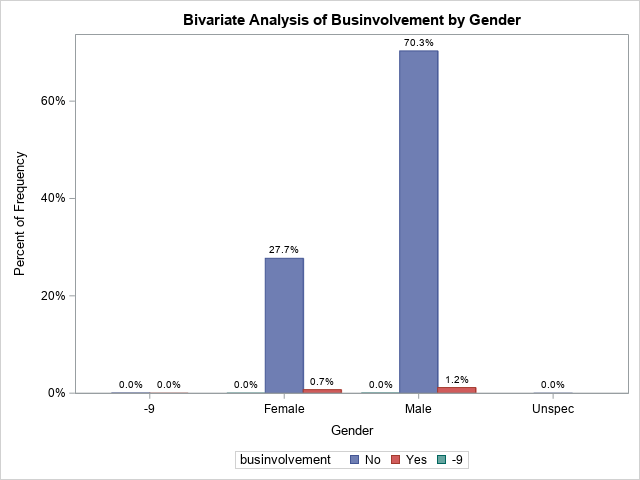 Bivariate Analysis of Businvolvement by Gender
70.3%
60%
40%
27.7%
20%
0.0% 0.0% 0.0% 0.7% 0.0% 1.2% 0.0%
0%
-9 Female Male Unspec
Percent of Frequency
Gender
businvolvement No Yes -9